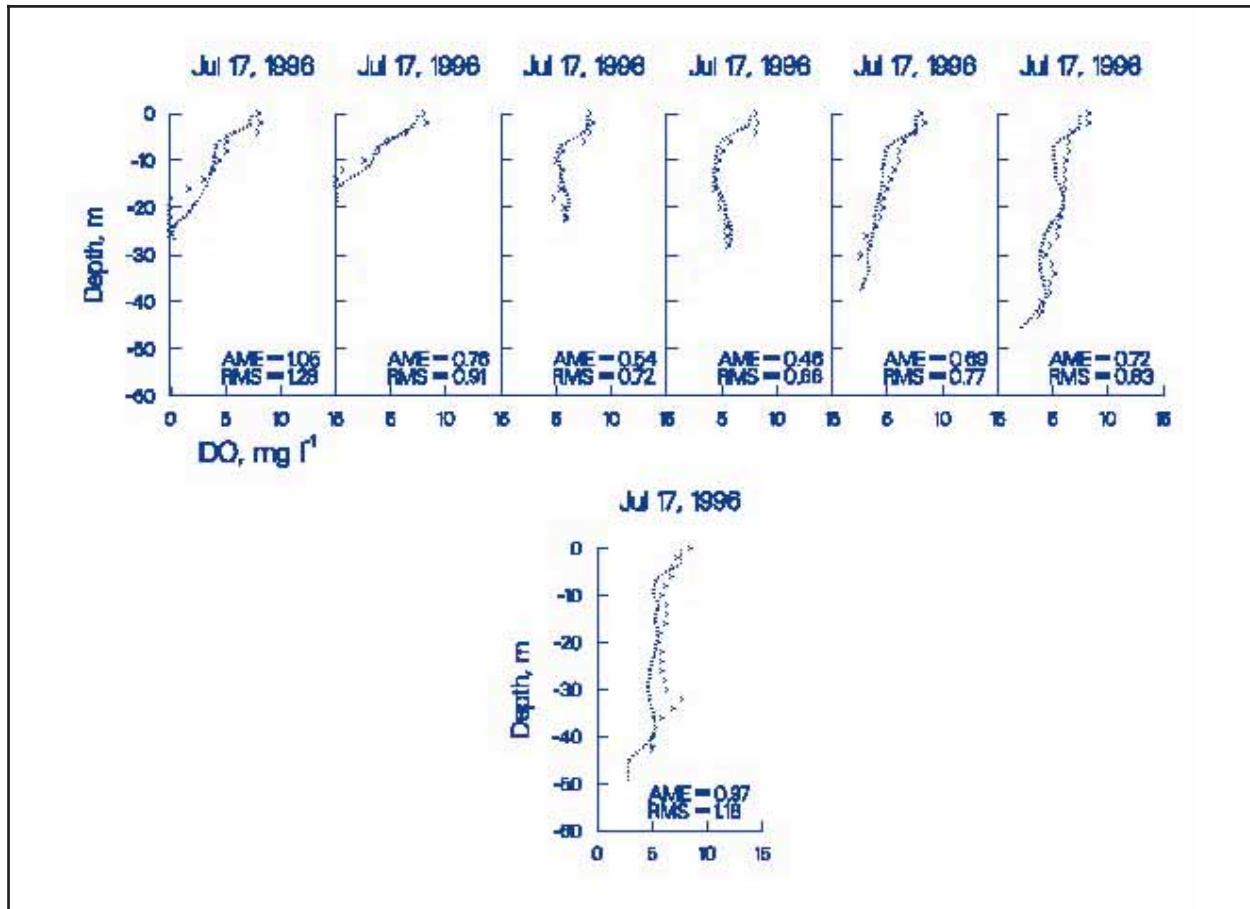 Jul 17, 1996 Jul 17, 1996 Jul 17, 1996 Jul 17, 1996 Jul 17, 1996 Jul 17, 1996
0
-10
-20
-30
-40
-50
-60
Depth, m
AME = 1.05 AME = 0.76 AME = 0.54 AME = 0.46 AME = 0.69 AME = 0.72
RMS = 1.28 RMS = 0.91 RMS = 0.72 RMS = RMS = 0.77 RMS = 0.83
0 5 10 15 5 10 15 5 10 15 5 10 15 5 10 15 5 10 15
DO, mg l-1
Jul 17, 1996
0
-10
-20
-30
-40
-50
-60
Depth, m
AME = 0.97
RMS = 1.18
0 5 10 15